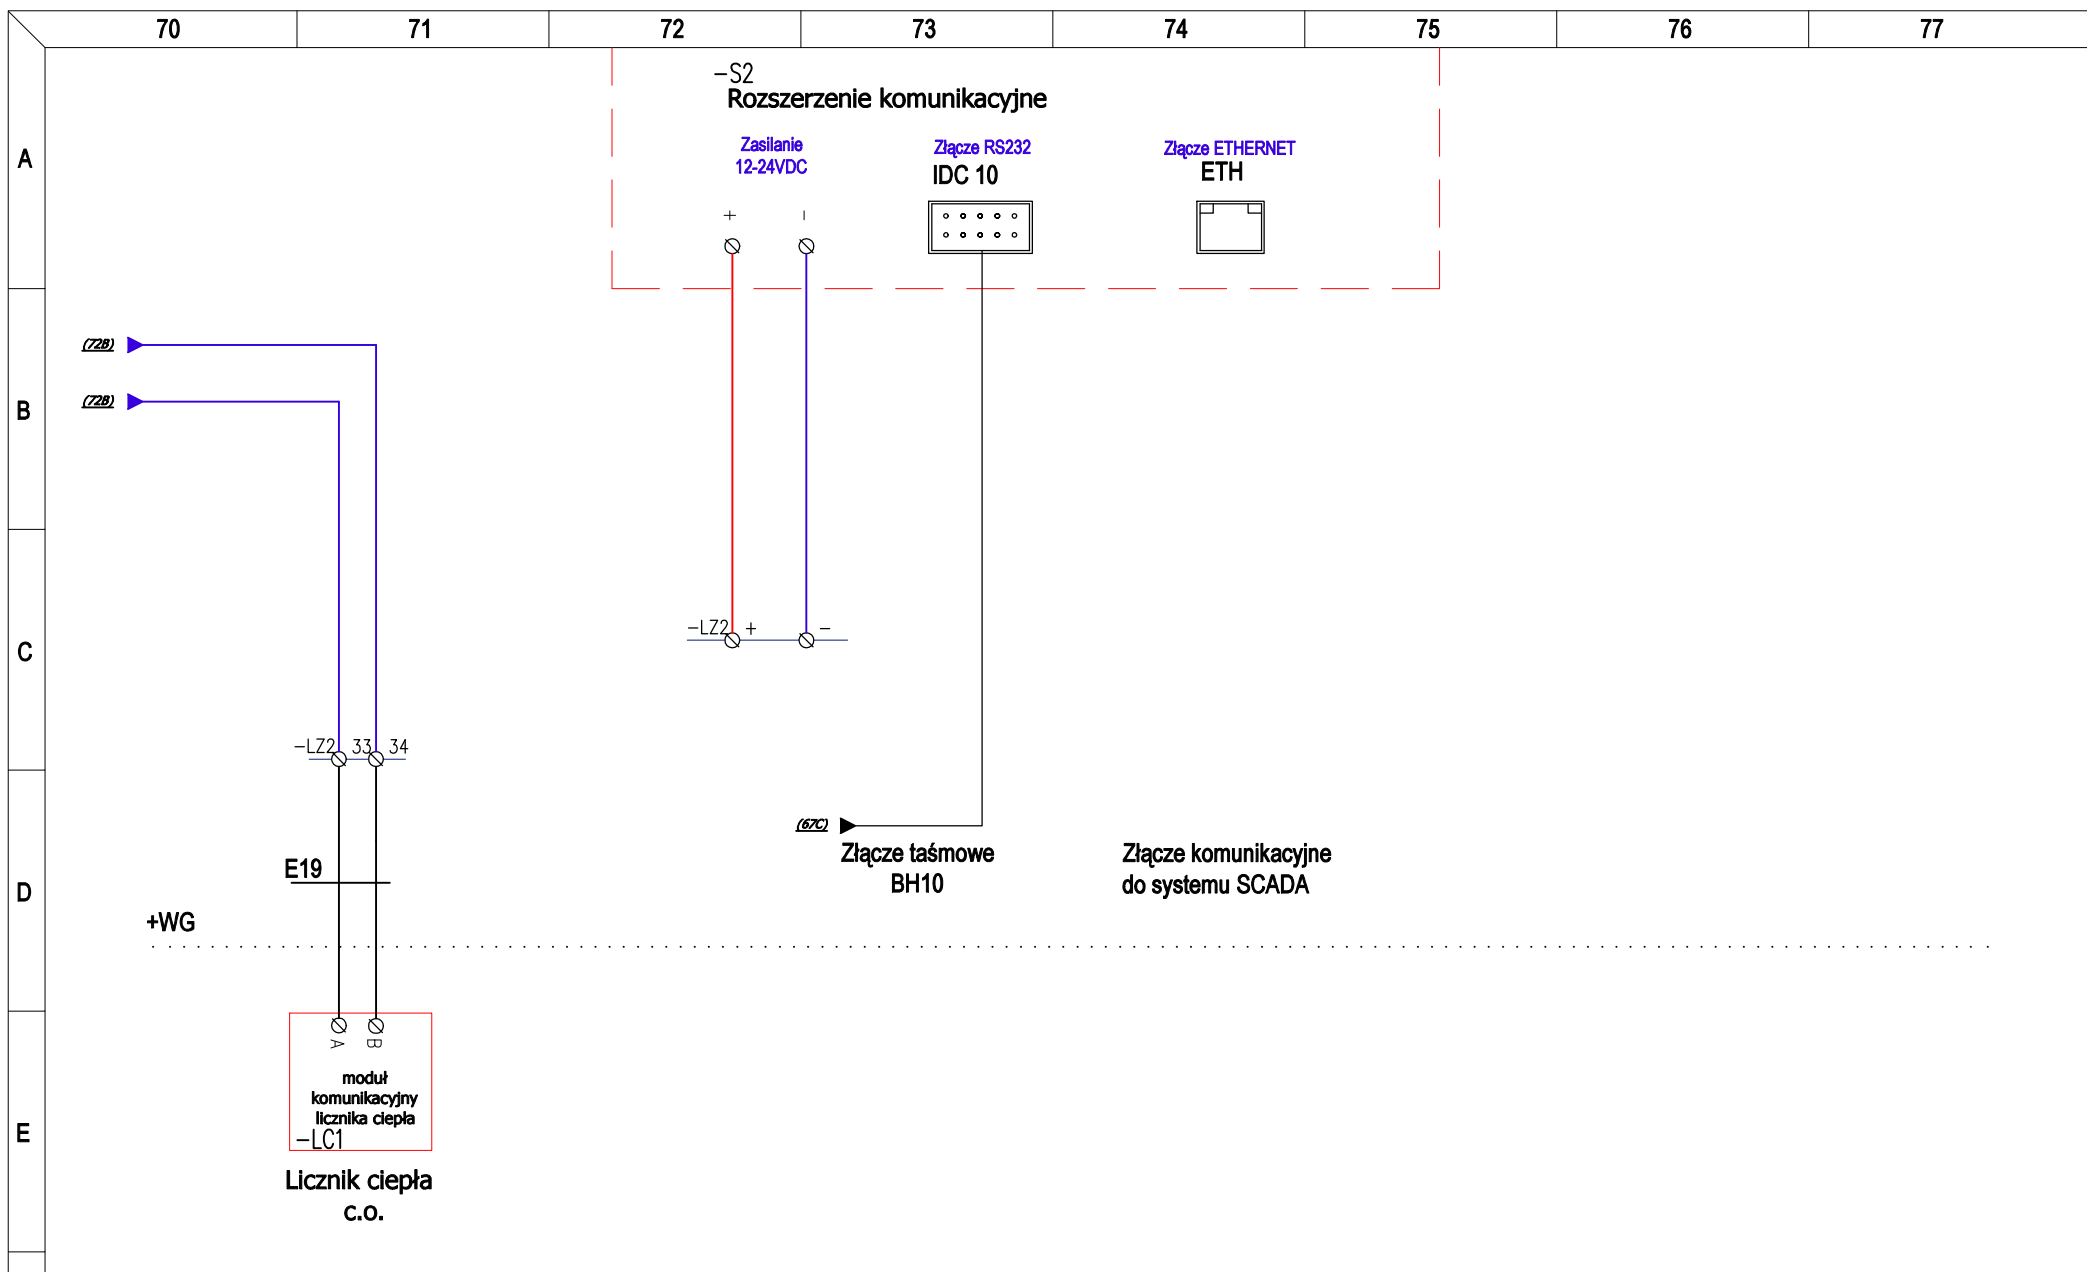 70 71 72 73 74 75 76 77
-S2
Rozszerzenie komunikacyjne
A
Zasilanie
12-24VDC
Złącze RS232
IDC 10
Złącze ETHERNET
ETH
+ -
B
(72B)
(72B)
C
-LZ2 + -
-LZ2 33 34
D
(67C)
Złącze taśmowe
BH10
Złącze komunikacyjne
do systemu SCADA
E19
+WG
E
A B
moduł
komunikacyjny
licznika ciepła
-LC1
Licznik ciepła
c.o.